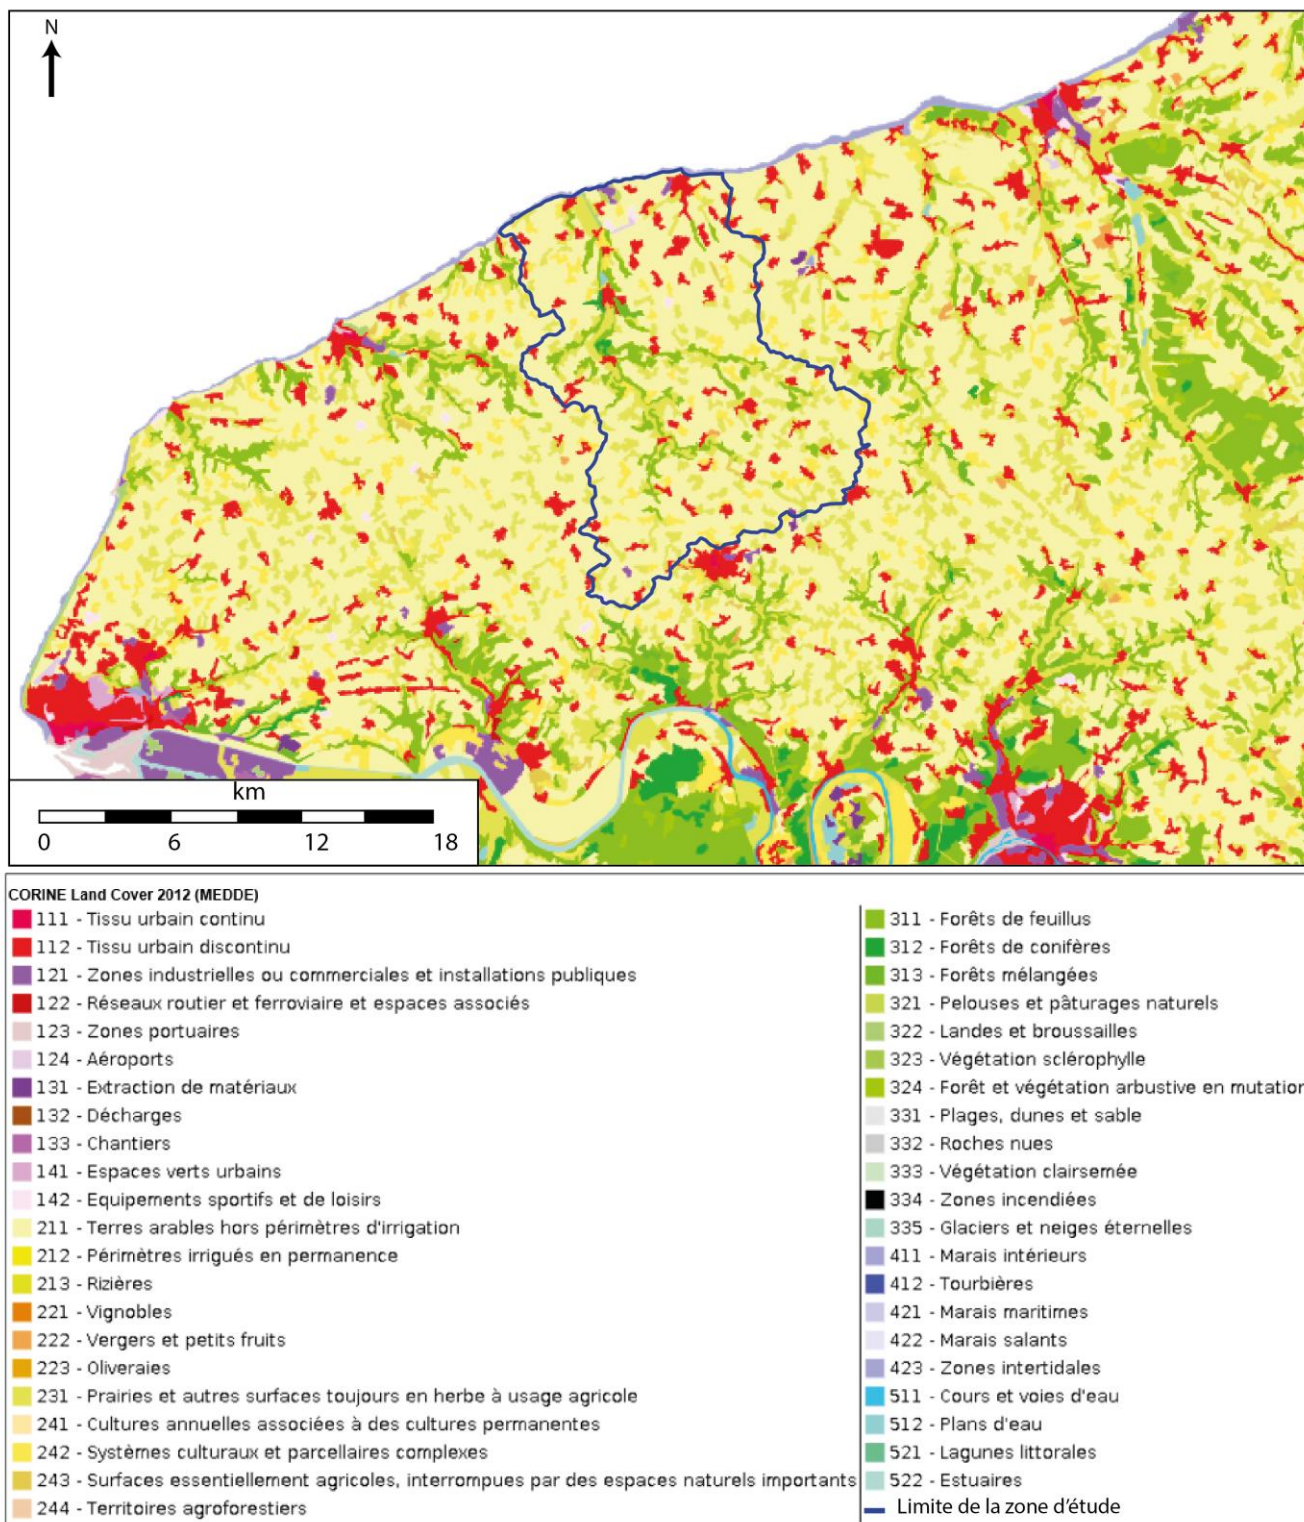 N
km
0 6 12 18
CORINE Land Cover 2012 (MEDDE)
111 - Tissu urbain continu
112 - Tissu urbain discontinu
121 - Zones industrielles ou commerciales et installations publiques
122 - Réseaux routier et ferroviaire et espaces associés
123 - Zones portuaires
124 - Aéroports
131 - Extraction de matériaux
132 - Décharges
133 - Chantiers
141 - Espaces verts urbains
142 - Equipements sportifs et de loisirs
211 - Terres arables hors périmètres d'irrigation
212 - Périmètres irrigués en permanence
213 - Rizières
221 - Vignobles
222 - Vergers et petits fruits
223 - Oliveraies
231 - Prairies et autres surfaces toujours en herbe à usage agricole
241 - Cultures annuelles associées à des cultures permanentes
242 - Systèmes culturaux et parcellaires complexes
243 - Surfaces essentiellement agricoles, interrompues par des espaces naturels importants
244 - Territoires agroforestiers
311 - Forêts de feuillus
312 - Forêts de conifères
313 - Forêts mélangées
321 - Pelouses et pâturages naturels
322 - Landes et broussailles
323 - Végétation sclérophylle
324 - Forêt et végétation arbustive en mutation
331 - Plages, dunes et sable
332 - Roches nues
333 - Végétation clairsemée
334 - Zones incendiées
335 - Glaciers et neiges éternelles
411 - Marais intérieurs
412 - Tourbières
421 - Marais maritimes
422 - Marais salants
423 - Zones intertidales
511 - Cours et voies d'eau
512 - Plans d'eau
521 - Lagunes littorales
522 - Estuaires
Limite de la zone d'étude